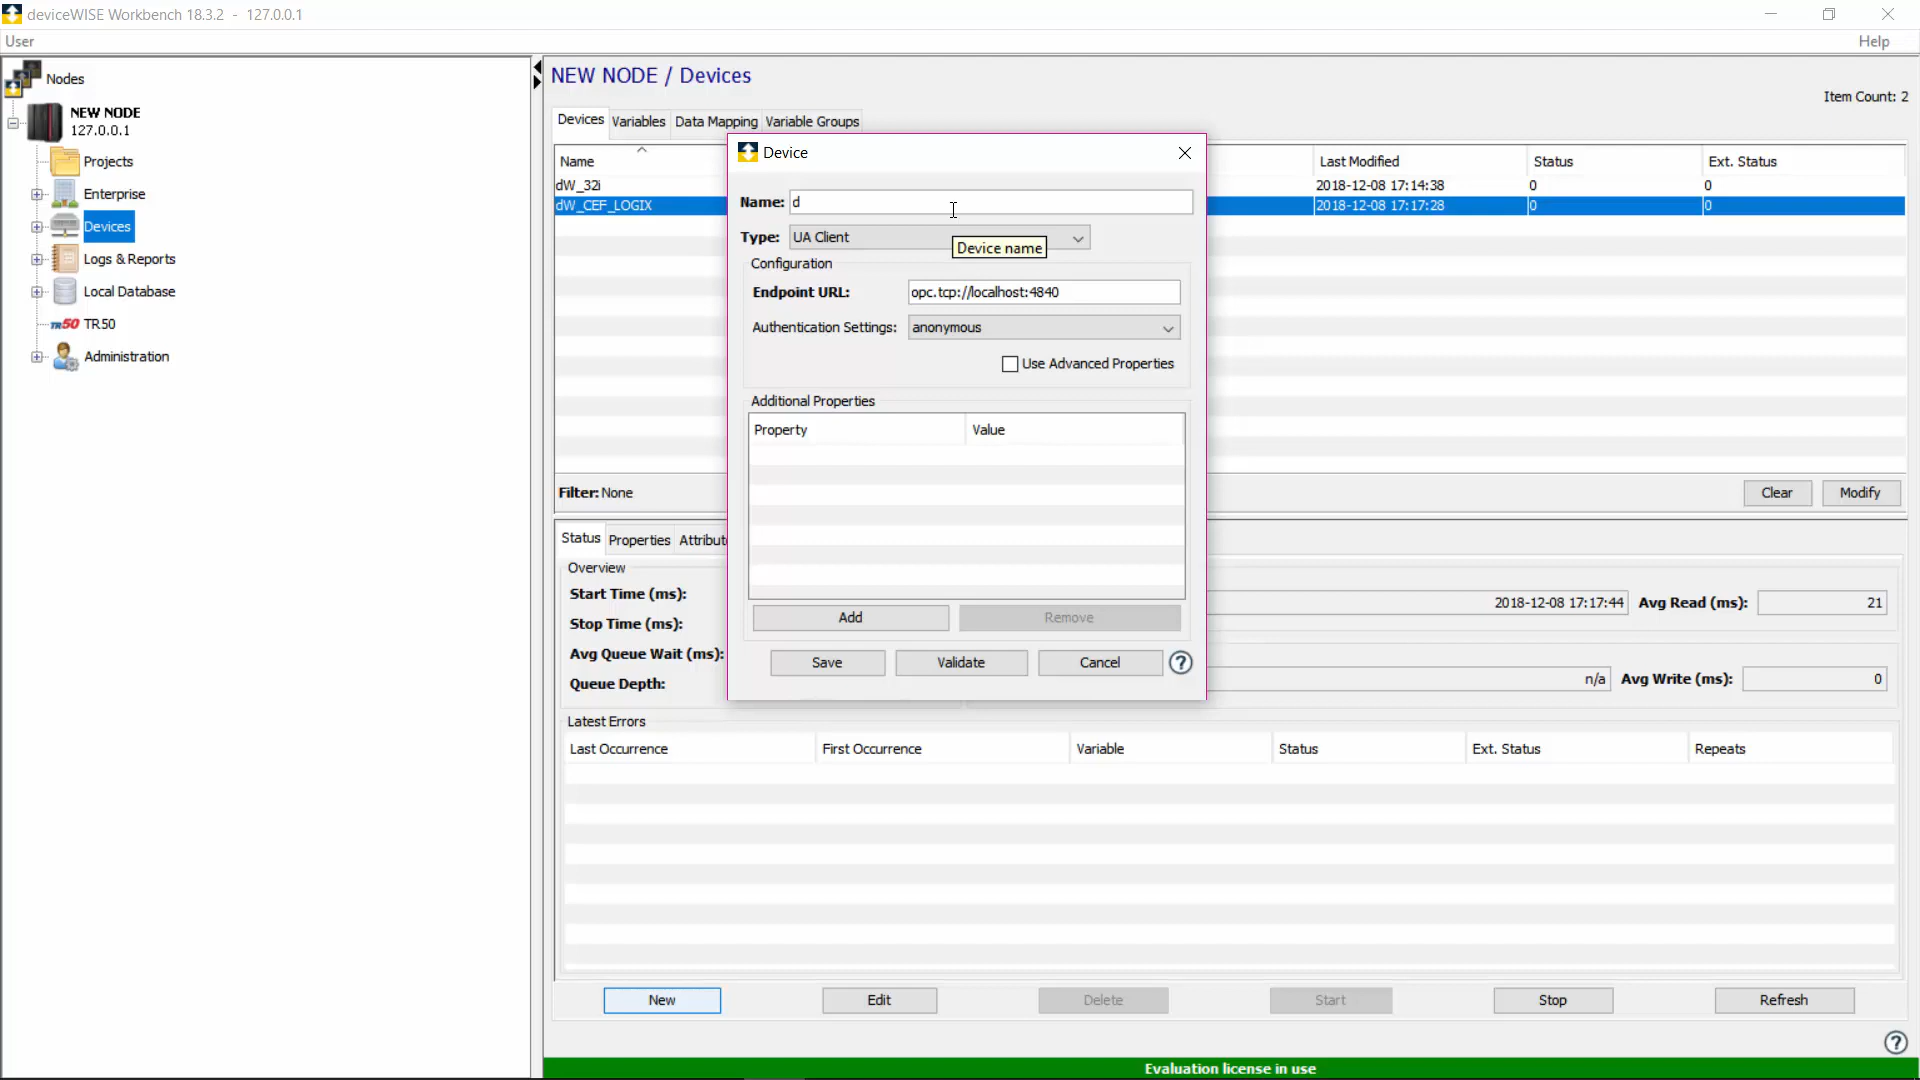 deviceWISE Workbench 18.3.2 - 127.0.0.1
User
Help
Nodes
NEW NODE
127.0.0.1
Projects
Enterprise
Devices
Logs & Reports
Local Database
TR50 TR50
Administration
NEW NODE / Devices
Item Count: 2
Devices Variables Data Mapping Variable Groups
Name Last Modified Status Ext. Status
dW_32i 2018-12-08 17:14:38 0 0
dW_CEF_LOGIX 2018-12-08 17:17:28 0 0
Filter: None
Clear Modify
Device
Name: d
Type: UA Client
Device name
Configuration
Endpoint URL: opc.tcp://localhost:4840
Authentication Settings: anonymous
Use Advanced Properties
Additional Properties
Property Value
Add Remove
Save Validate Cancel ?
Status Properties Attribut
Overview
Start Time (ms): 2018-12-08 17:17:44 Avg Read (ms): 21
Stop Time (ms):
Avg Queue Wait (ms):
Queue Depth: n/a Avg Write (ms): 0
Latest Errors
Last Occurrence First Occurrence Variable Status Ext. Status Repeats
New Edit Delete Start Stop Refresh
?
Evaluation license in use